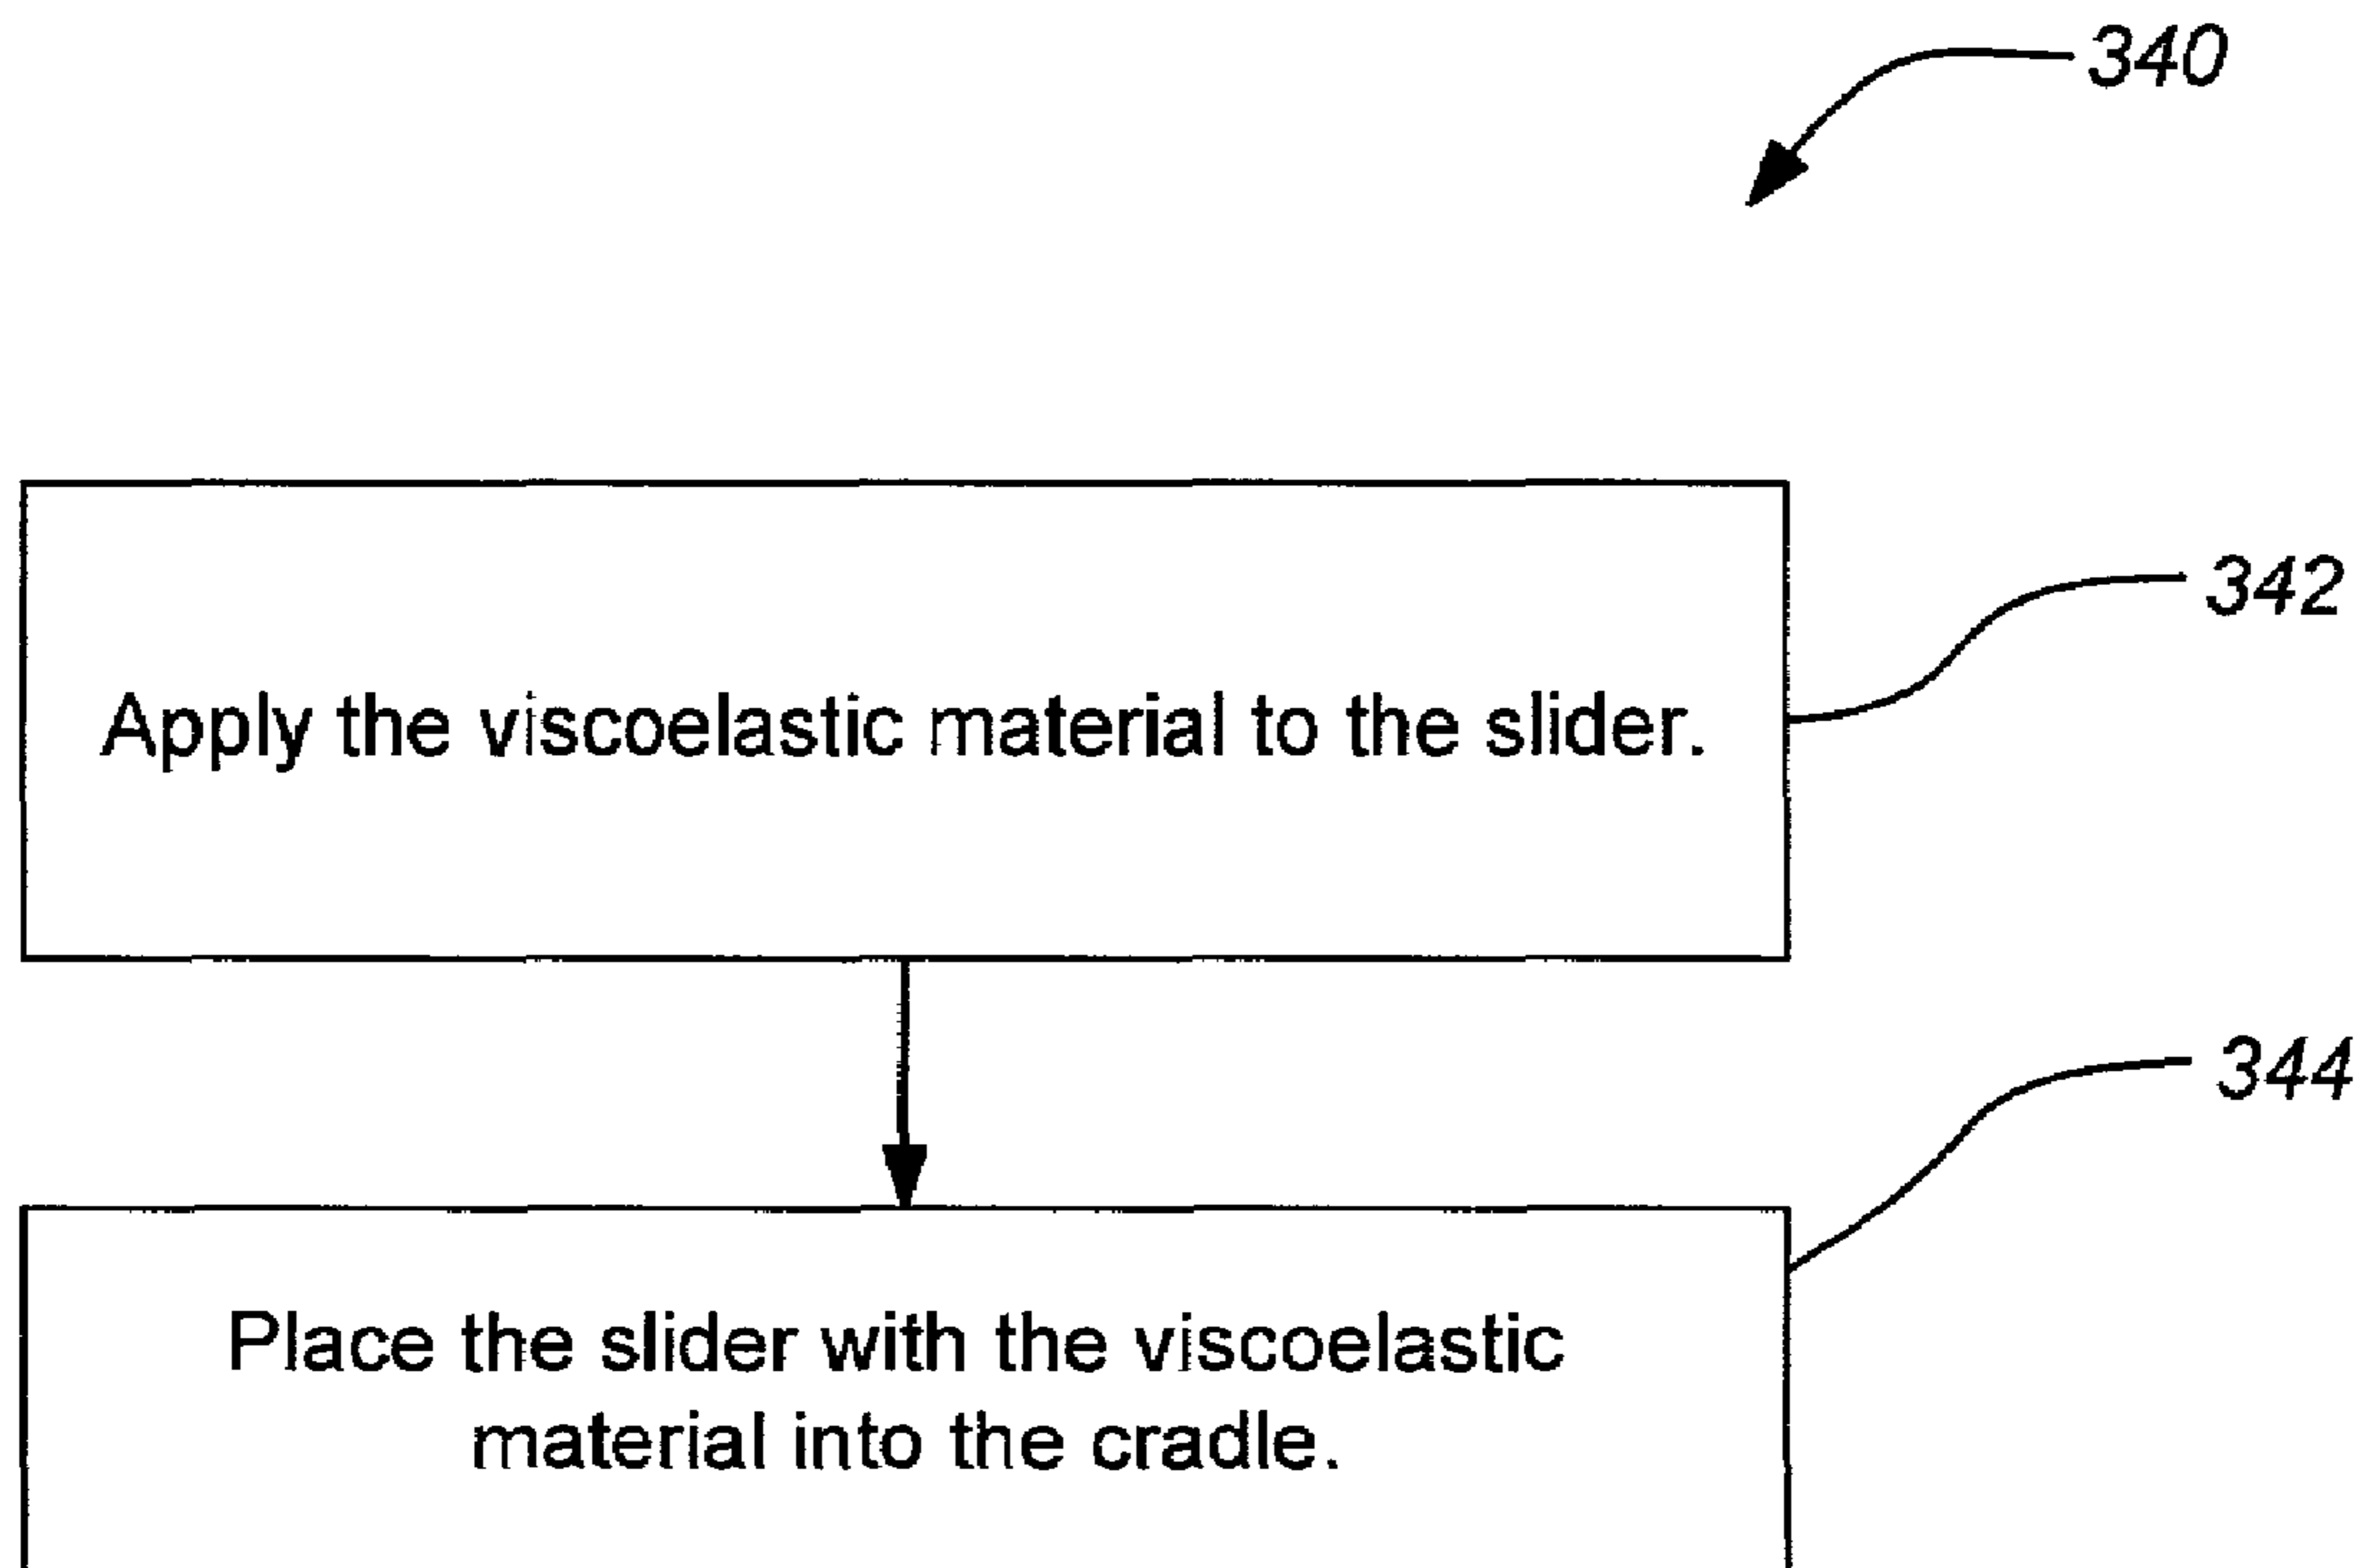 340
342
Apply the viscoelastic material to the slider.
344
Place the slider with the viscoelastic
material into the cradle.